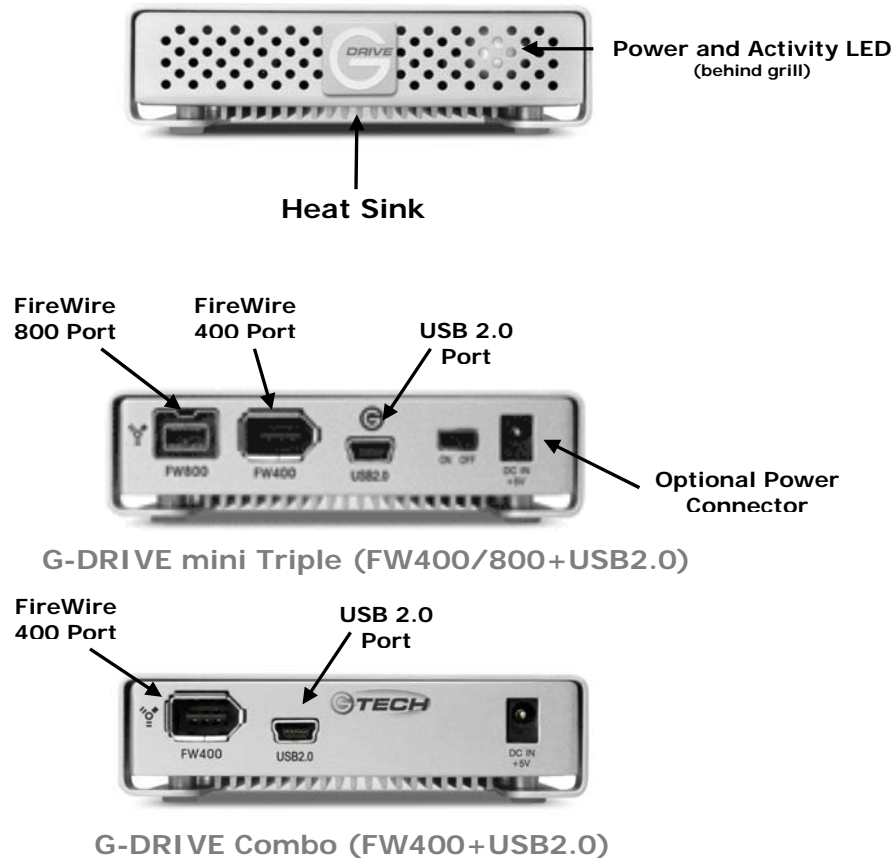 G
DRIVE
Power and Activity LED
(behind grill)
Heat Sink
FireWire
800 Port
FireWire
400 Port
USB 2.0
Port
G
FW800
FW400
USB2.0
ON OFF
DC IN
+5V
Optional Power
Connector
G-DRIVE mini Triple (FW400/800+USB2.0)
FireWire
400 Port
USB 2.0
Port
G TECH
FW400
USB2.0
DC IN
+5V
G-DRIVE Combo (FW400+USB2.0)